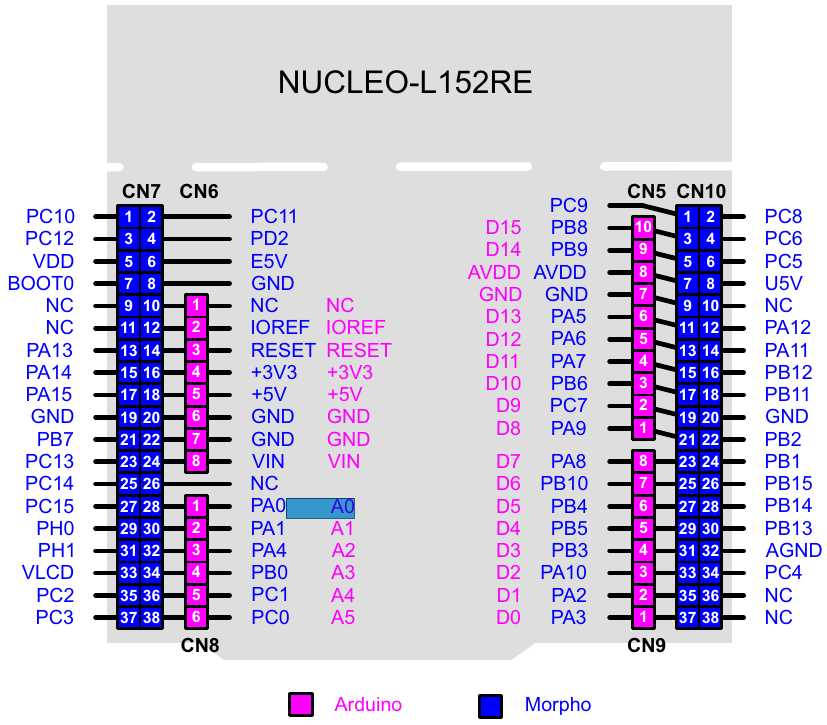 NUCLEO-L152RE
CN7 CN6 CN5 CN10
PC9
PC10 1 2 PC11 D15 PB8 10 1 2 PC8
PC12 3 4 PD2 D14 PB9 9 3 4 PC6
VDD 5 6 E5V AVDD AVDD 8 5 6 PC5
BOOT0 7 8 GND GND GND 7 7 8 U5V
NC 9 10 1 NC NC D13 PA5 6 9 10 NC
NC 11 12 2 IOREF IOREF D12 PA6 5 11 12 PA12
PA13 13 14 3 RESET RESET D11 PA7 4 13 14 PA11
PA14 15 16 4 +3V3 +3V3 D10 PB6 3 15 16 PB12
PA15 17 18 5 +5V +5V D9 PC7 2 17 18 PB11
GND 19 20 6 GND GND D8 PA9 1 19 20 GND
PB7 21 22 7 GND GND 21 22 PB2
PC13 23 24 8 VIN VIN D7 PA8 8 23 24 PB1
PC14 25 26 NC D6 PB10 7 25 26 PB15
PC15 27 28 1 PA0 A0 D5 PB4 6 27 28 PB14
PH0 29 30 2 PA1 A1 D4 PB5 5 29 30 PB13
PH1 31 32 3 PA4 A2 D3 PB3 4 31 32 AGND
VLCD 33 34 4 PB0 A3 D2 PA10 3 33 34 PC4
PC2 35 36 5 PC1 A4 D1 PA2 2 35 36 NC
PC3 37 38 6 PC0 A5 D0 PA3 1 37 38 NC
CN8 CN9
Arduino Morpho